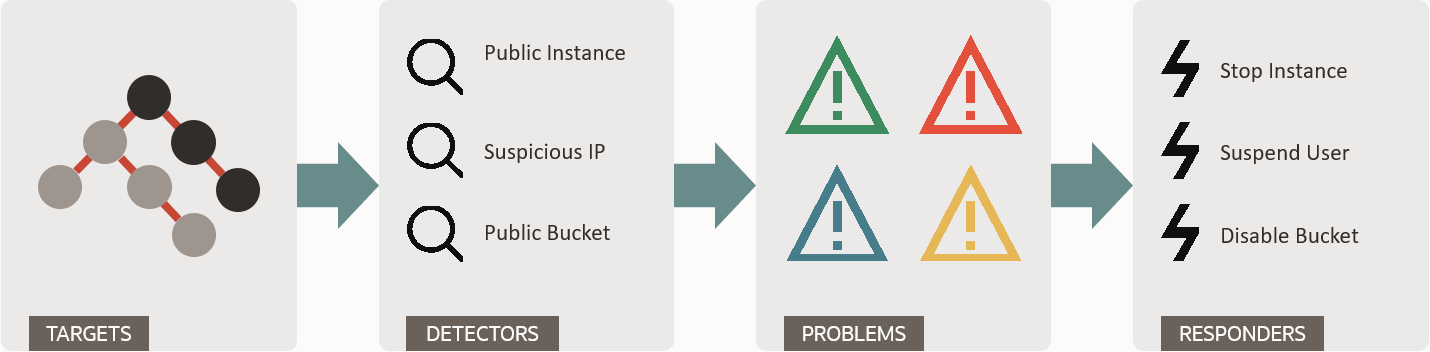 Public Instance
Suspicious IP
Public Bucket
Stop Instance
Suspend User
Disable Bucket
TARGETS
DETECTORS
PROBLEMS
RESPONDERS